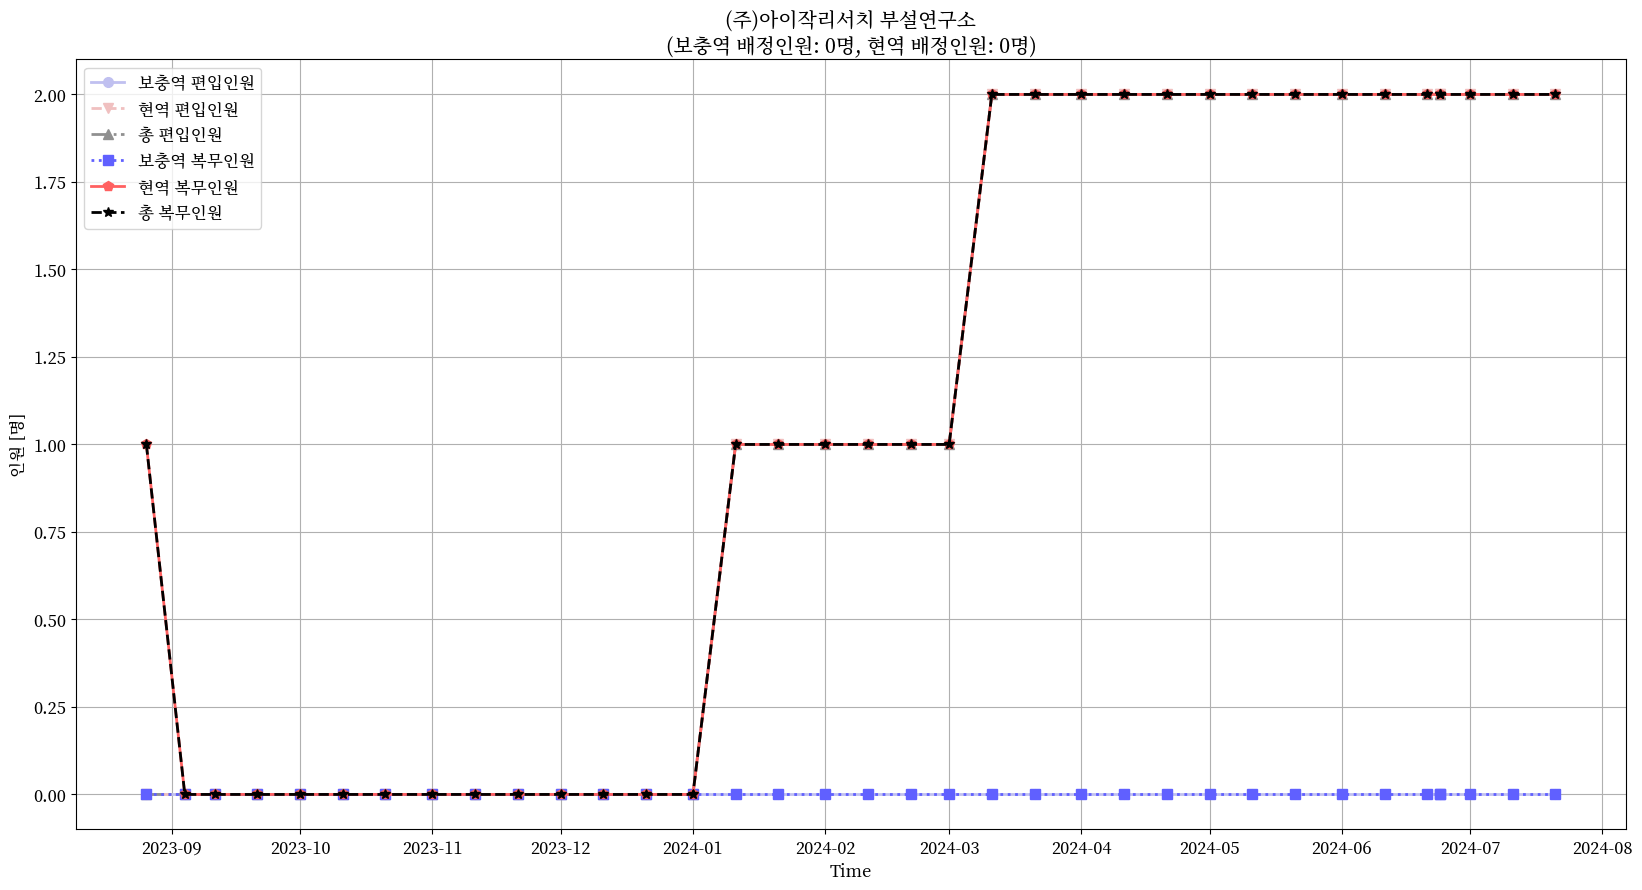 (주)아이작리서치 부설연구소
(보충역 배정인원: 0명, 현역 배정인원: 0명)
보충역 편입인원
현역 편입인원
총 편입인원
보충역 복무인원
현역 복무인원
총 복무인원
인원 [명]
2.00
1.75
1.50
1.25
1.00
0.75
0.50
0.25
0.00
2023-09 2023-10 2023-11 2023-12 2024-01 2024-02 2024-03 2024-04 2024-05 2024-06 2024-07 2024-08
Time